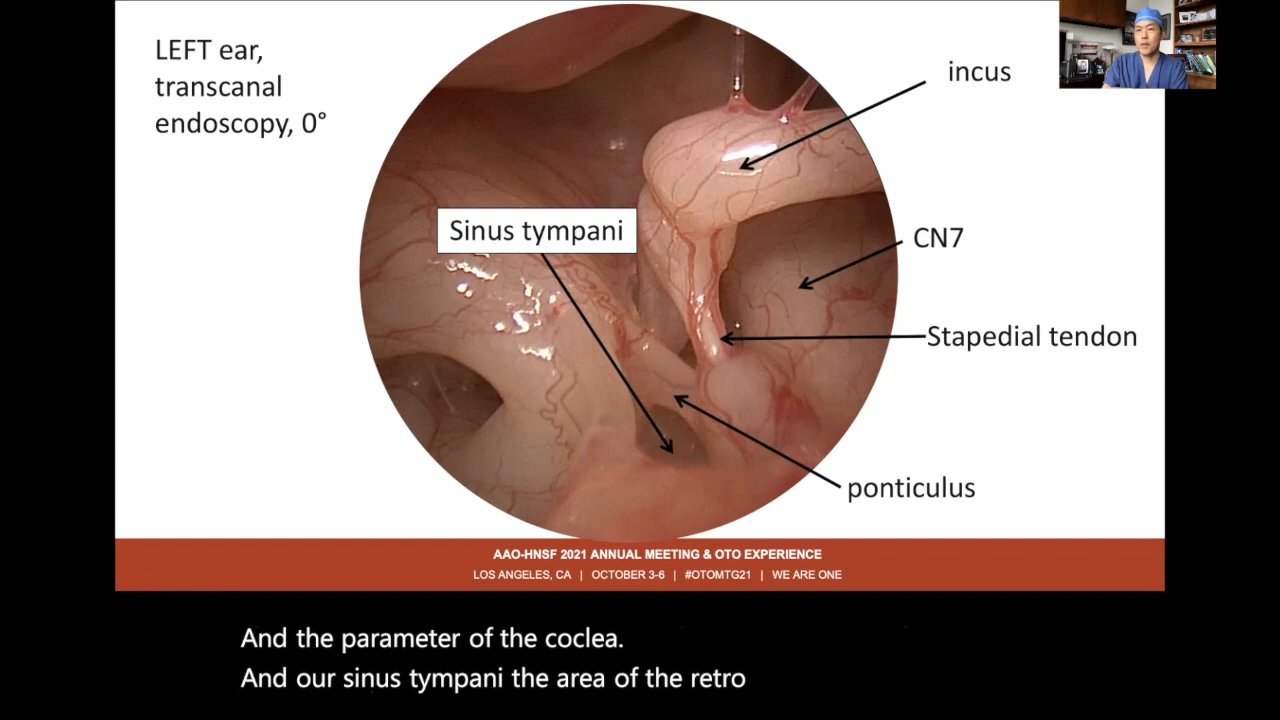 LEFT ear,
transcanal
endoscopy, 0°
incus
Sinus tympani
CN7
Stapedial tendon
ponticulus
AAO-HNSF 2021 ANNUAL MEETING & OTO EXPERIENCE
LOS ANGELES, CA | OCTOBER 3-6 | #OTOMTG21 | WE ARE ONE
And the parameter of the coclea.
And our sinus tympani the area of the retro